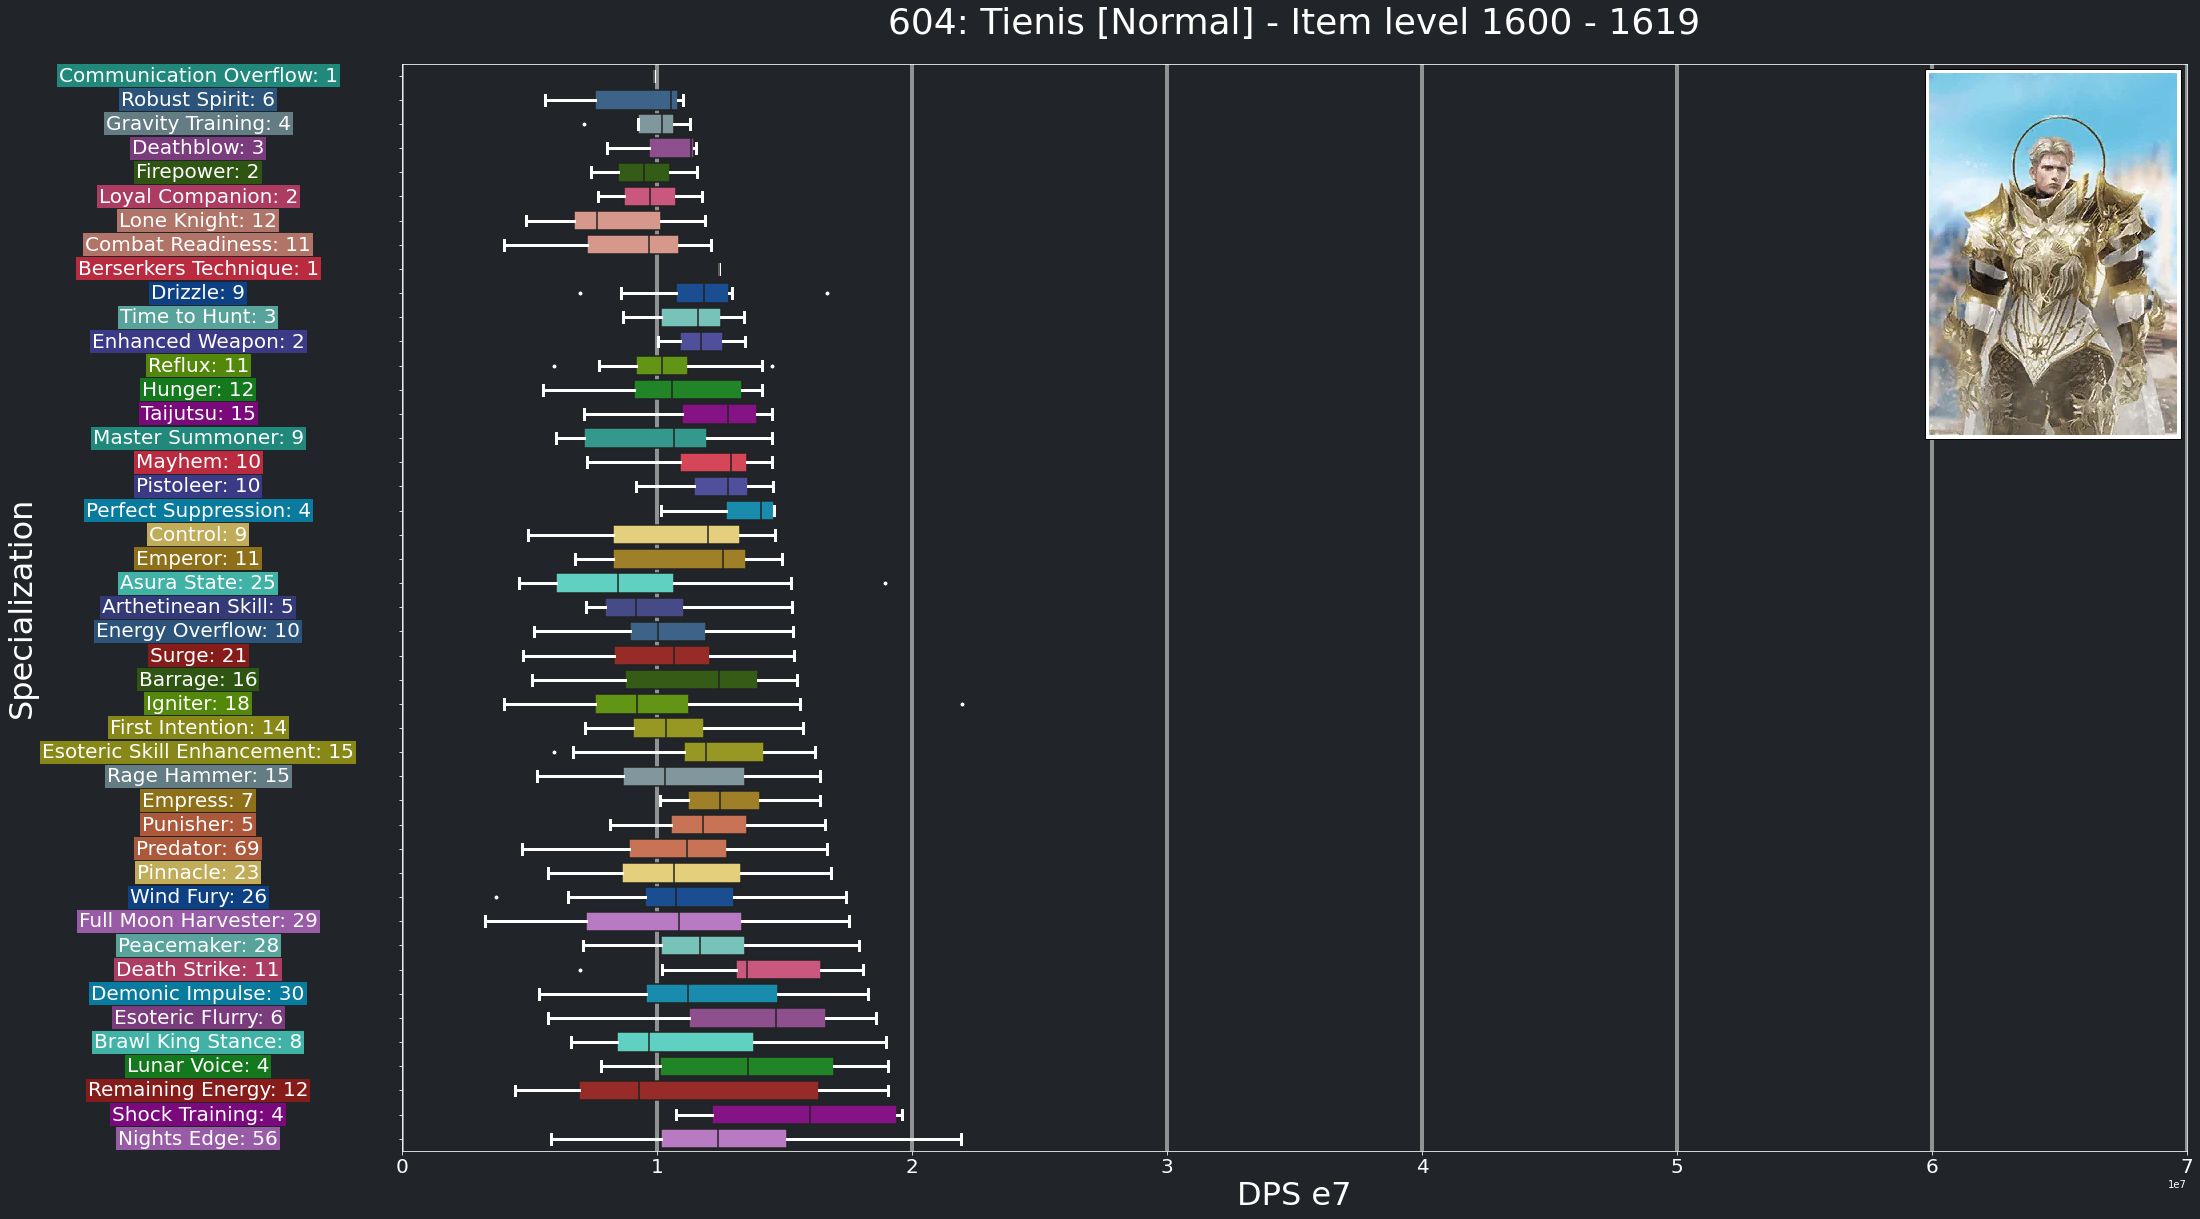 604: Tienis [Normal] - Item level 1600 - 1619
Communication Overflow: 1
Robust Spirit: 6
Gravity Training: 4
Deathblow: 3
Firepower: 2
Loyal Companion: 2
Lone Knight: 12
Combat Readiness: 11
Berserkers Technique: 1
Drizzle: 9
Time to Hunt: 3
Enhanced Weapon: 2
Reflux: 11
Hunger: 12
Taijutsu: 15
Master Summoner: 9
Mayhem: 10
Pistoleer: 10
Perfect Suppression: 4
Control: 9
Emperor: 11
Asura State: 25
Arthetinean Skill: 5
Energy Overflow: 10
Surge: 21
Barrage: 16
Igniter: 18
First Intention: 14
Esoteric Skill Enhancement: 15
Rage Hammer: 15
Empress: 7
Punisher: 5
Predator: 69
Pinnacle: 23
Wind Fury: 26
Full Moon Harvester: 29
Peacemaker: 28
Death Strike: 11
Demonic Impulse: 30
Esoteric Flurry: 6
Brawl King Stance: 8
Lunar Voice: 4
Remaining Energy: 12
Shock Training: 4
Nights Edge: 56
Specialization
0 1 2 3 4 5 6 7
1e7
DPS e7